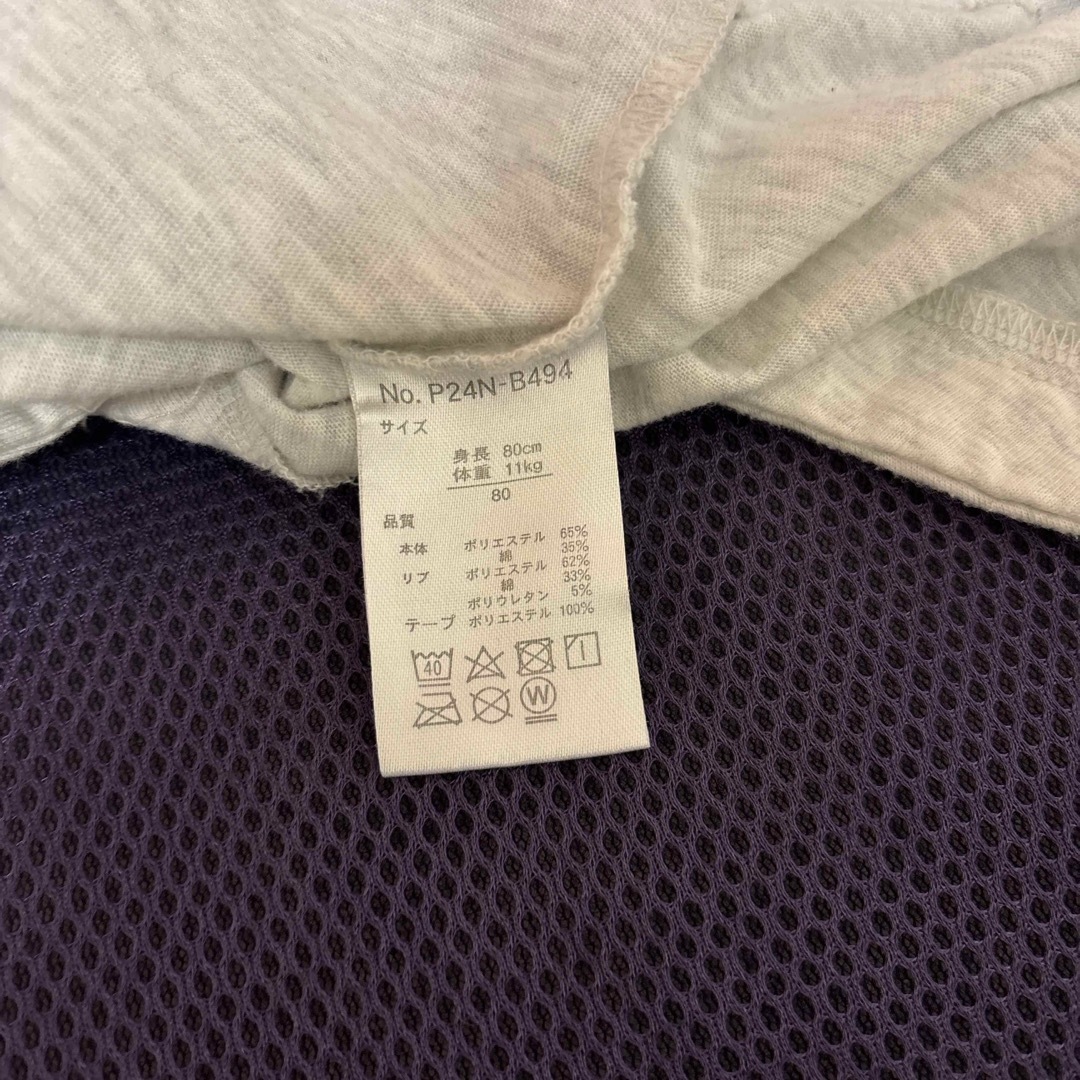 No. P24N-B494
サイズ
身長 80cm
体重 11kg
80
品質
本体 ポリエステル 65%
綿 35%
リブ ポリエステル 62%
綿 33%
ポリウレタン 5%
テープ ポリエステル 100%
40
W